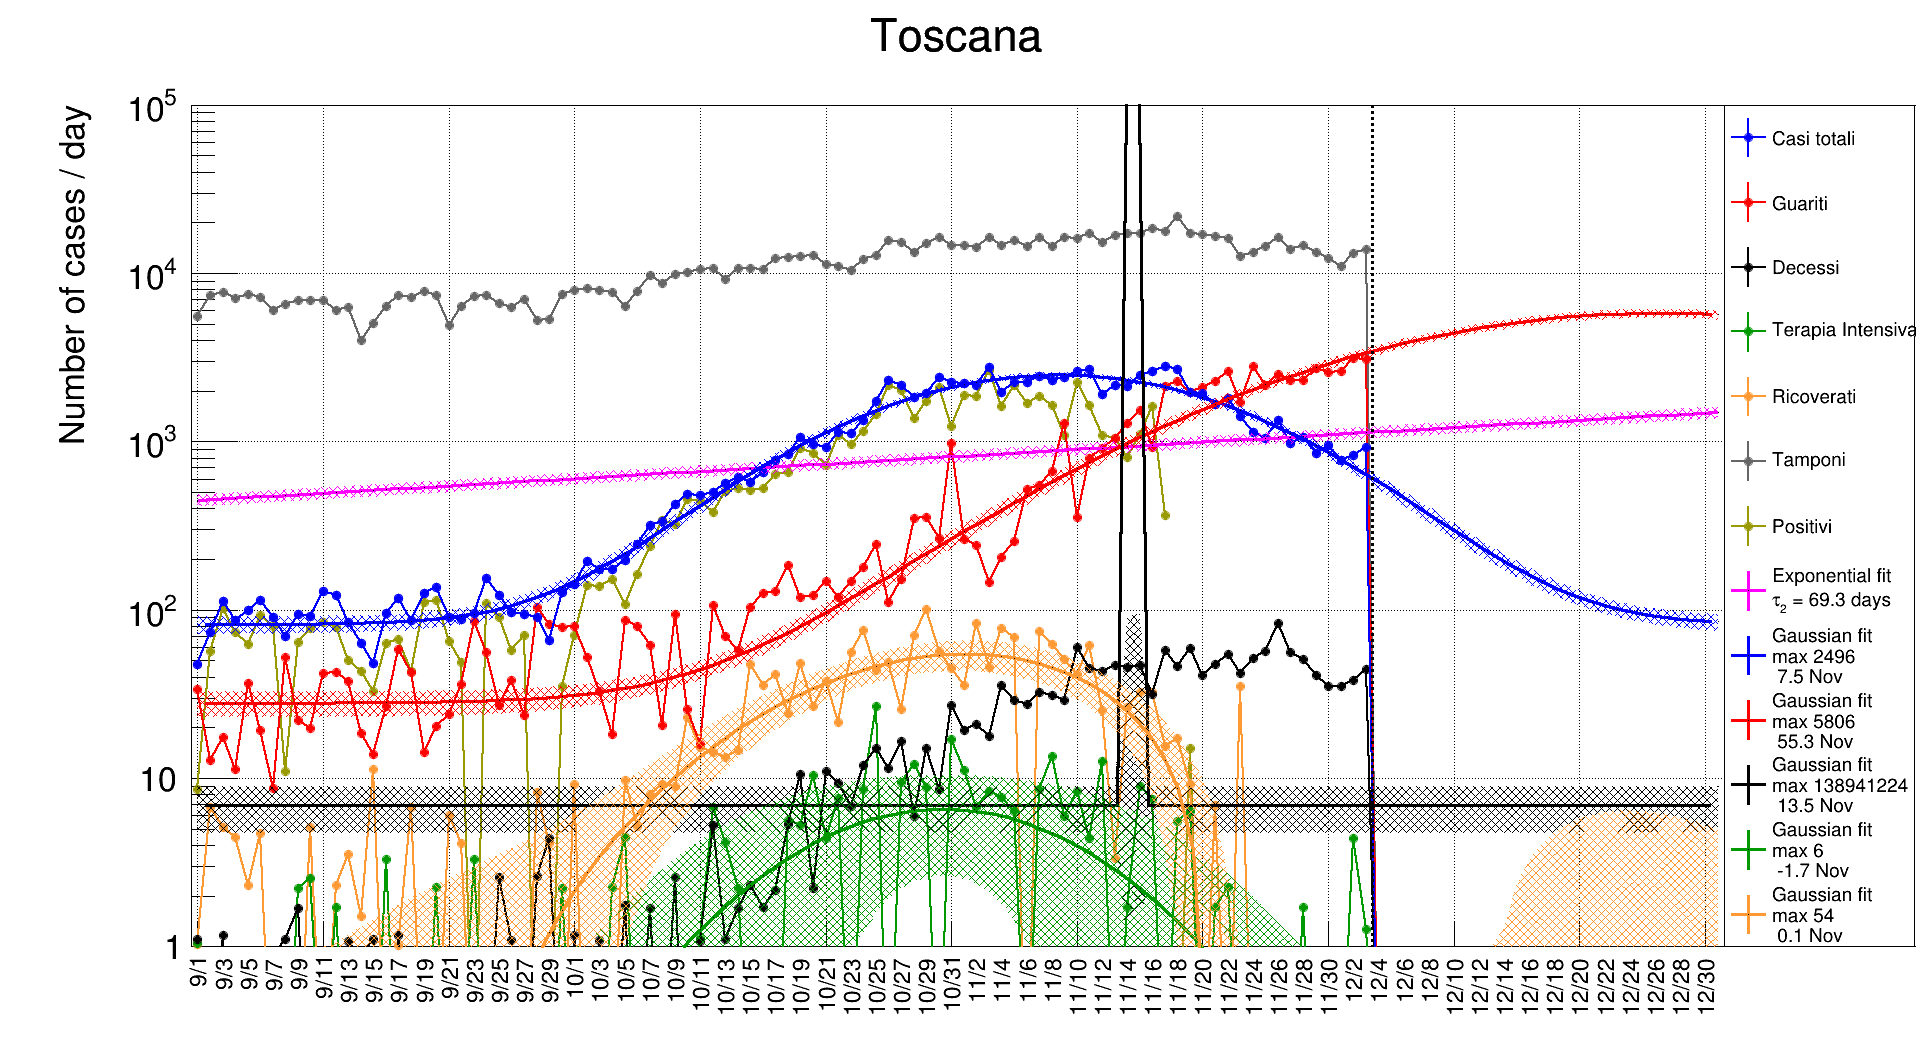 Toscana
Number of cases / day
10^5
10^4
10^3
10^2
10
1
9/1 9/3 9/5 9/7 9/9 9/11 9/13 9/15 9/17 9/19 9/21 9/23 9/25 9/27 9/29 10/1 10/3 10/5 10/7 10/9 10/11 10/13 10/15 10/17 10/19 10/21 10/23 10/25 10/27 10/29 10/31 11/2 11/4 11/6 11/8 11/10 11/12 11/14 11/16 11/18 11/20 11/22 11/24 11/26 11/28 11/30 12/2 12/4 12/6 12/8 12/10 12/12 12/14 12/16 12/18 12/20 12/22 12/24 12/26 12/28 12/30
Casi totali
Guariti
Decessi
Terapia Intensiva
Ricoverati
Tamponi
Positivi
Exponential fit
τ₂ = 69.3 days
Gaussian fit
max 2496
7.5 Nov
Gaussian fit
max 5806
55.3 Nov
Gaussian fit
max 138941224
13.5 Nov
Gaussian fit
max 6
-1.7 Nov
Gaussian fit
max 54
0.1 Nov